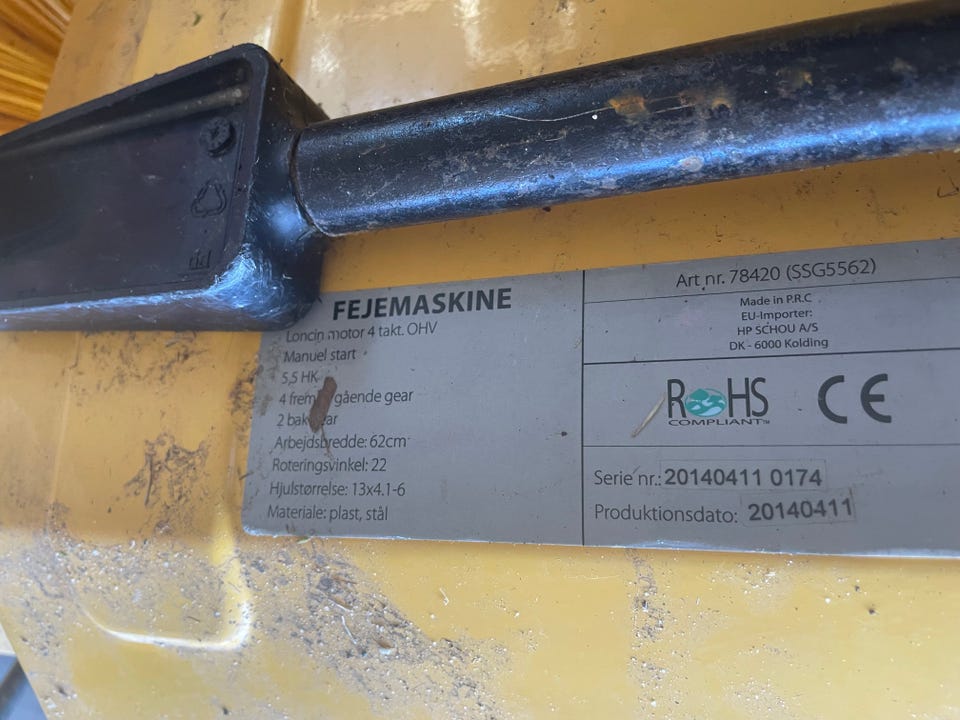 FEJEMASKINE
Loncin motor 4 takt. OHV
Manuel start
5,5 HK
4 frem gående gear
2 bak
Arbejdsbredde: 62cm
Roteringsvinkel: 22
Hjulstørrelse: 13x4.1-6
Materiale: plast, stål
Art nr. 78420 (SSG5562)
Made in P.R.C
EU-Importer:
HP SCHOU A/S
DK - 6000 Kolding
RoHS
COMPLIANT™
CE
Serie nr.: 20140411 0174
Produktionsdato: 20140411